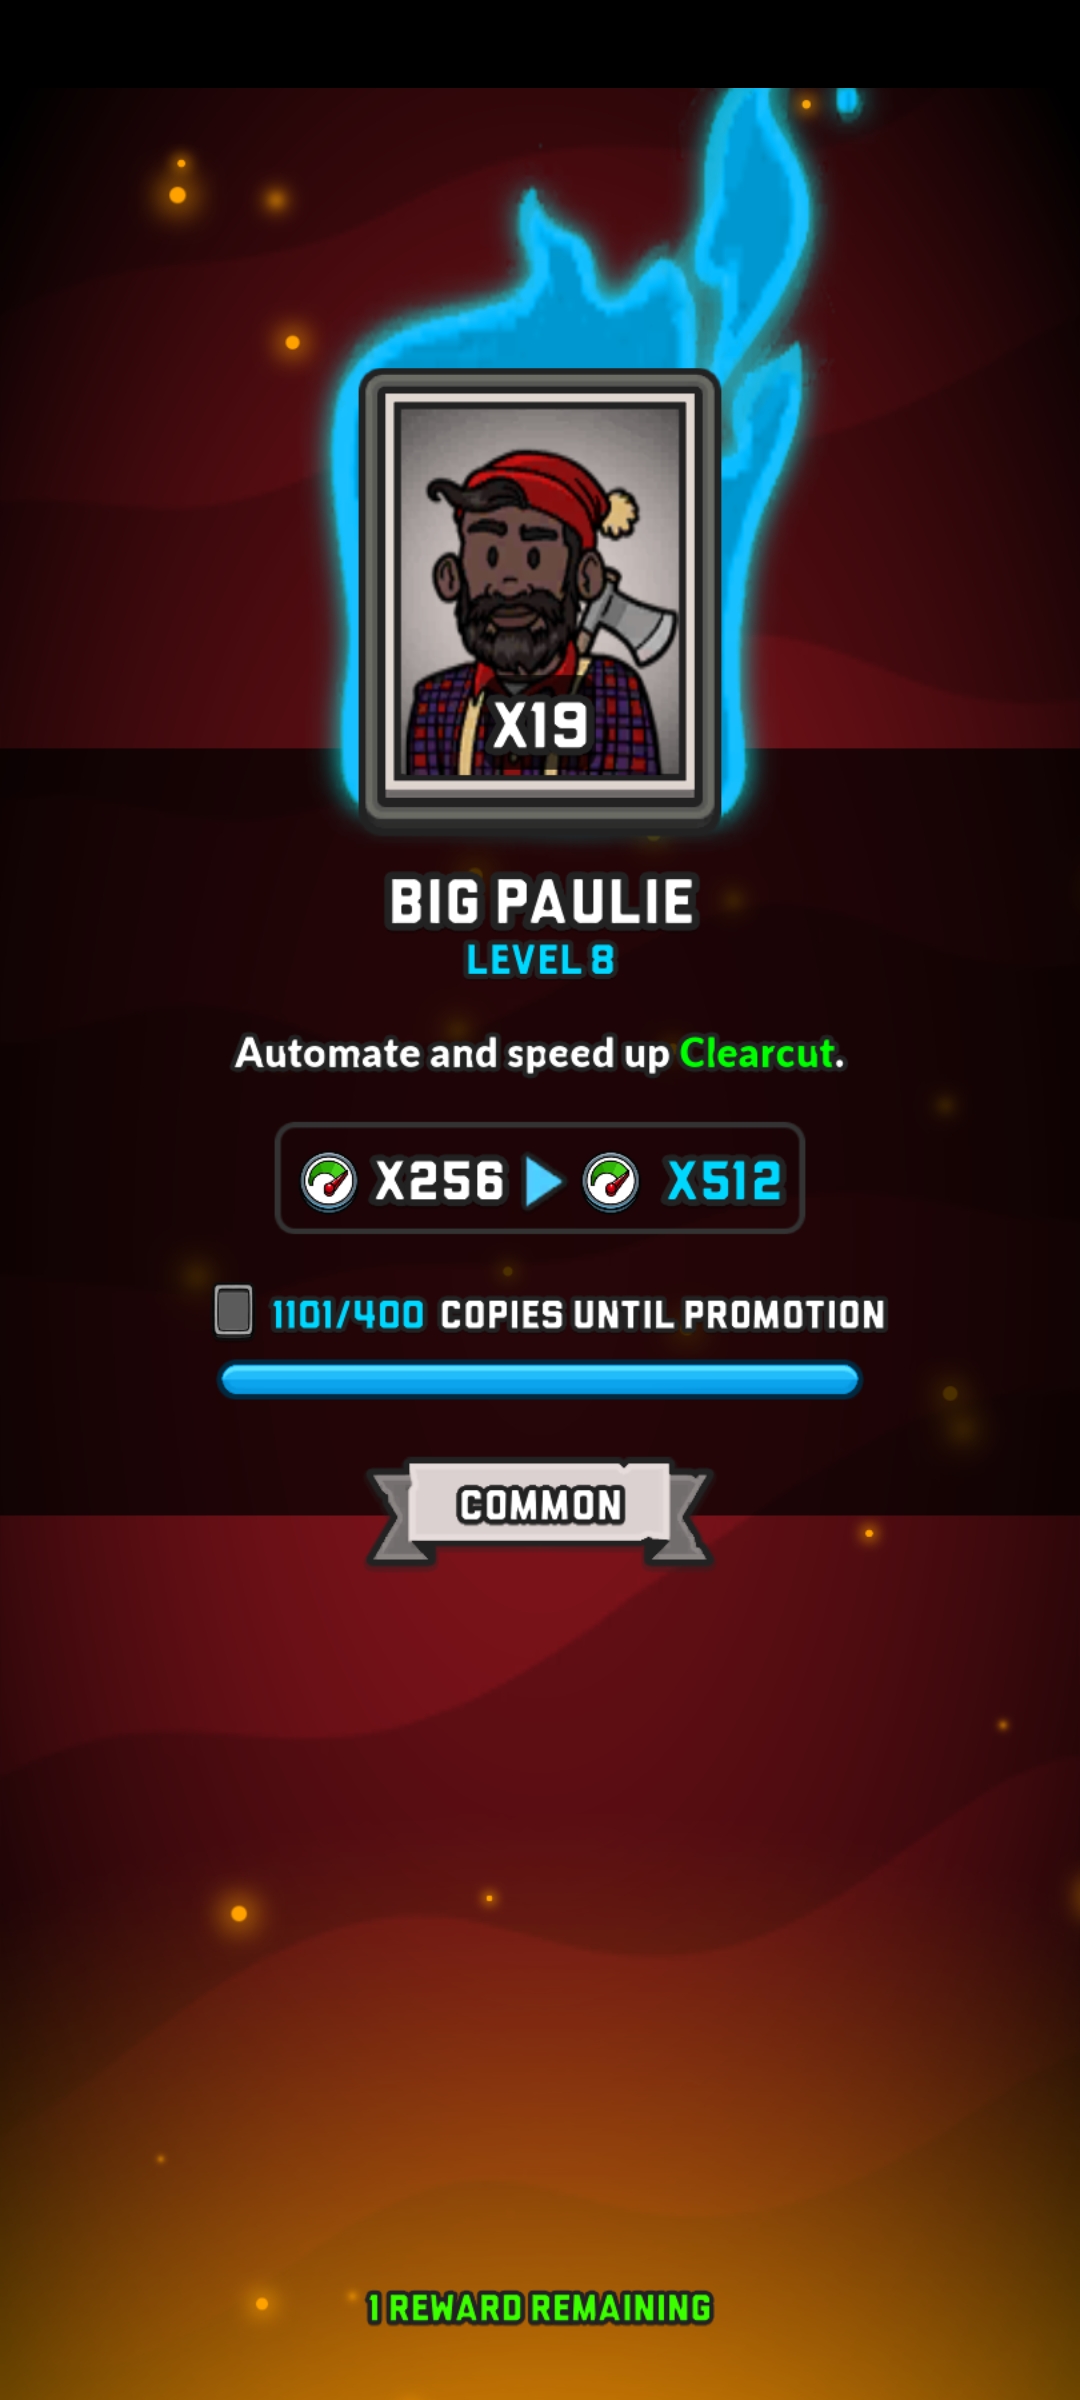 X19
BIG PAULIE
LEVEL 8
Automate and speed up Clearcut.
X256 X512
1101/400 COPIES UNTIL PROMOTION
COMMON
1 REWARD REMAINING